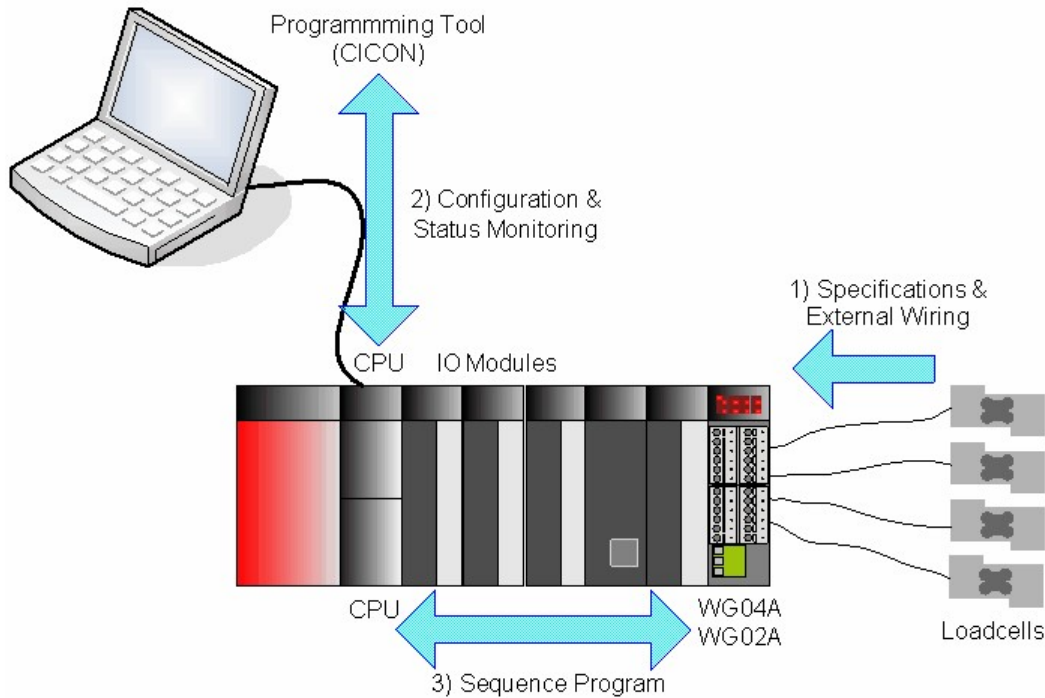 Programmming Tool
(CICON)
2) Configuration &
Status Monitoring
1) Specifications &
External Wiring
CPU
IO Modules
CPU
WG04A
WG02A
Loadcells
3) Sequence Program